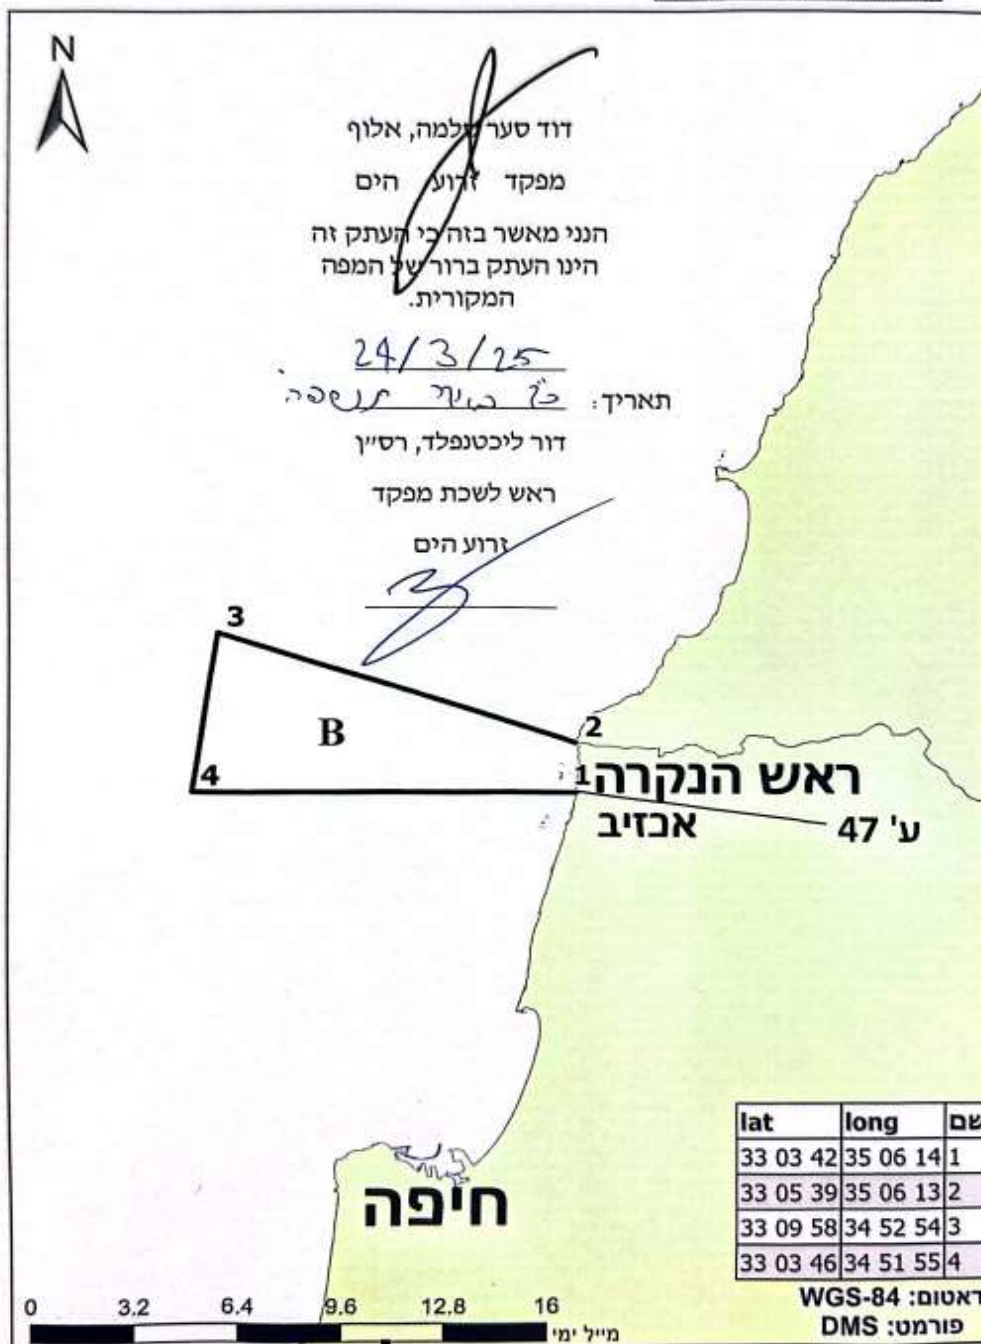 N
דוד סער סלמה, אלוף
מפקד זרוע הים
הנני מאשר בזה כי העתק זה
הינו העתק ברור של המפה
המקורית.
24/3/25
תאריך:
דור ליכטנפלד, רס״ן
ראש לשכת מפקד
זרוע הים
3
B
2
4
1
ראש הנקרה
אכזיב
ע' 47
חיפה
lat long שם
33 03 42 35 06 14 1
33 05 39 35 06 13 2
33 09 58 34 52 54 3
33 03 46 34 51 55 4
דאטום: WGS-84
פורמט: DMS
0 3.2 6.4 9.6 12.8 16
מייל ימי